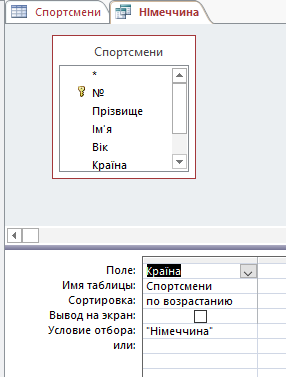 Спортсмени Німеччина
Спортсмени
*
№
Прізвище
Ім'я
Вік
Країна
Поле: Країна
Имя таблицы: Спортсмени
Сортировка: по возрастанию
Вывод на экран:
Условие отбора: "Німеччина"
или: